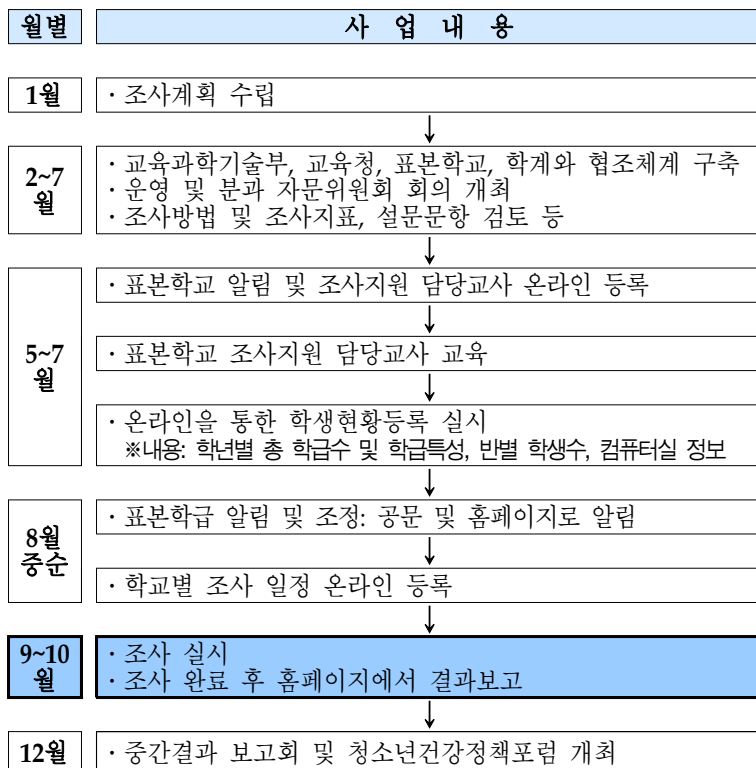 월별
사 업 내 용
1월
· 조사계획 수립
2~7
월
· 교육과학기술부, 교육청, 표본학교, 학계와 협조체계 구축
· 운영 및 분과 자문위원회 회의 개최
· 조사방법 및 조사지표, 설문문항 검토 등
5~7
월
· 표본학교 알림 및 조사지원 담당교사 온라인 등록
· 표본학교 조사지원 담당교사 교육
· 온라인을 통한 학생현황등록 실시
※내용: 학년별 총 학급수 및 학급특성, 반별 학생수, 컴퓨터실 정보
8월
중순
· 표본학급 알림 및 조정: 공문 및 홈페이지로 알림
· 학교별 조사 일정 온라인 등록
9~10
월
· 조사 실시
· 조사 완료 후 홈페이지에서 결과보고
12월
· 중간결과 보고회 및 청소년건강정책포럼 개최